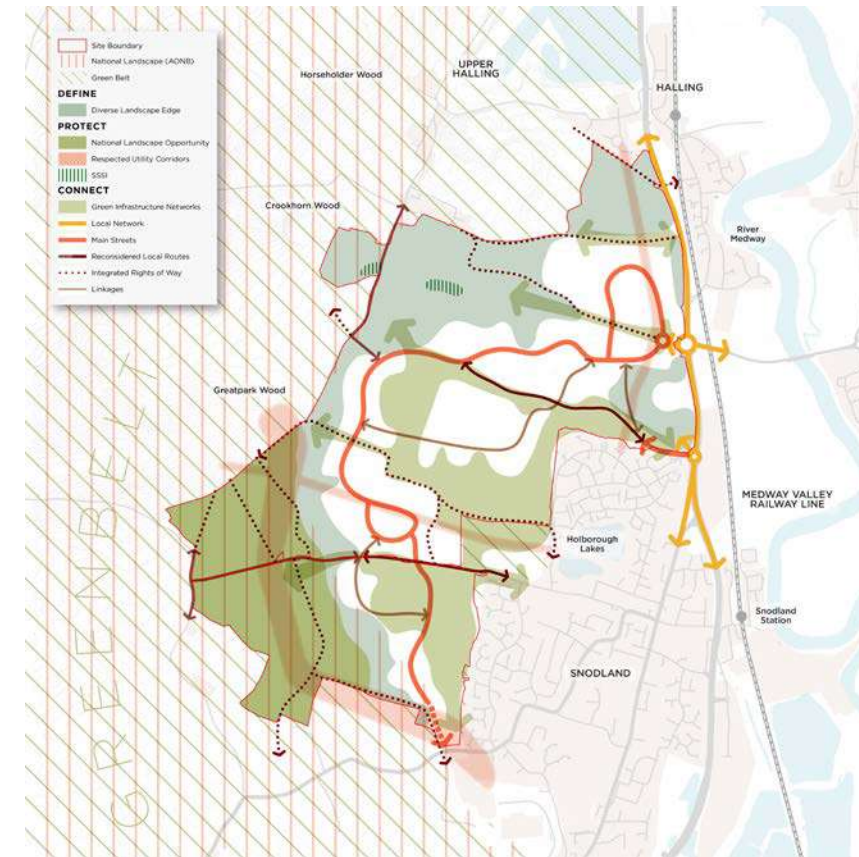 Site Boundary
National Landscape (AONB)
Green Belt
DEFINE
Diverse Landscape Edge
PROTECT
National Landscape Opportunity
Respected Utility Corridors
SSSI
CONNECT
Green Infrastructure Networks
Local Network
Main Streets
Reconsidered Local Routes
Integrated Rights of Way
Linkages
Horseholder Wood
UPPER
HALLING
HALLING
Crookhorn Wood
River
Medway
Greatpark Wood
MEDWAY VALLEY
RAILWAY LINE
Holborough
Lakes
Snodland
Station
SNODLAND
GREENBELT